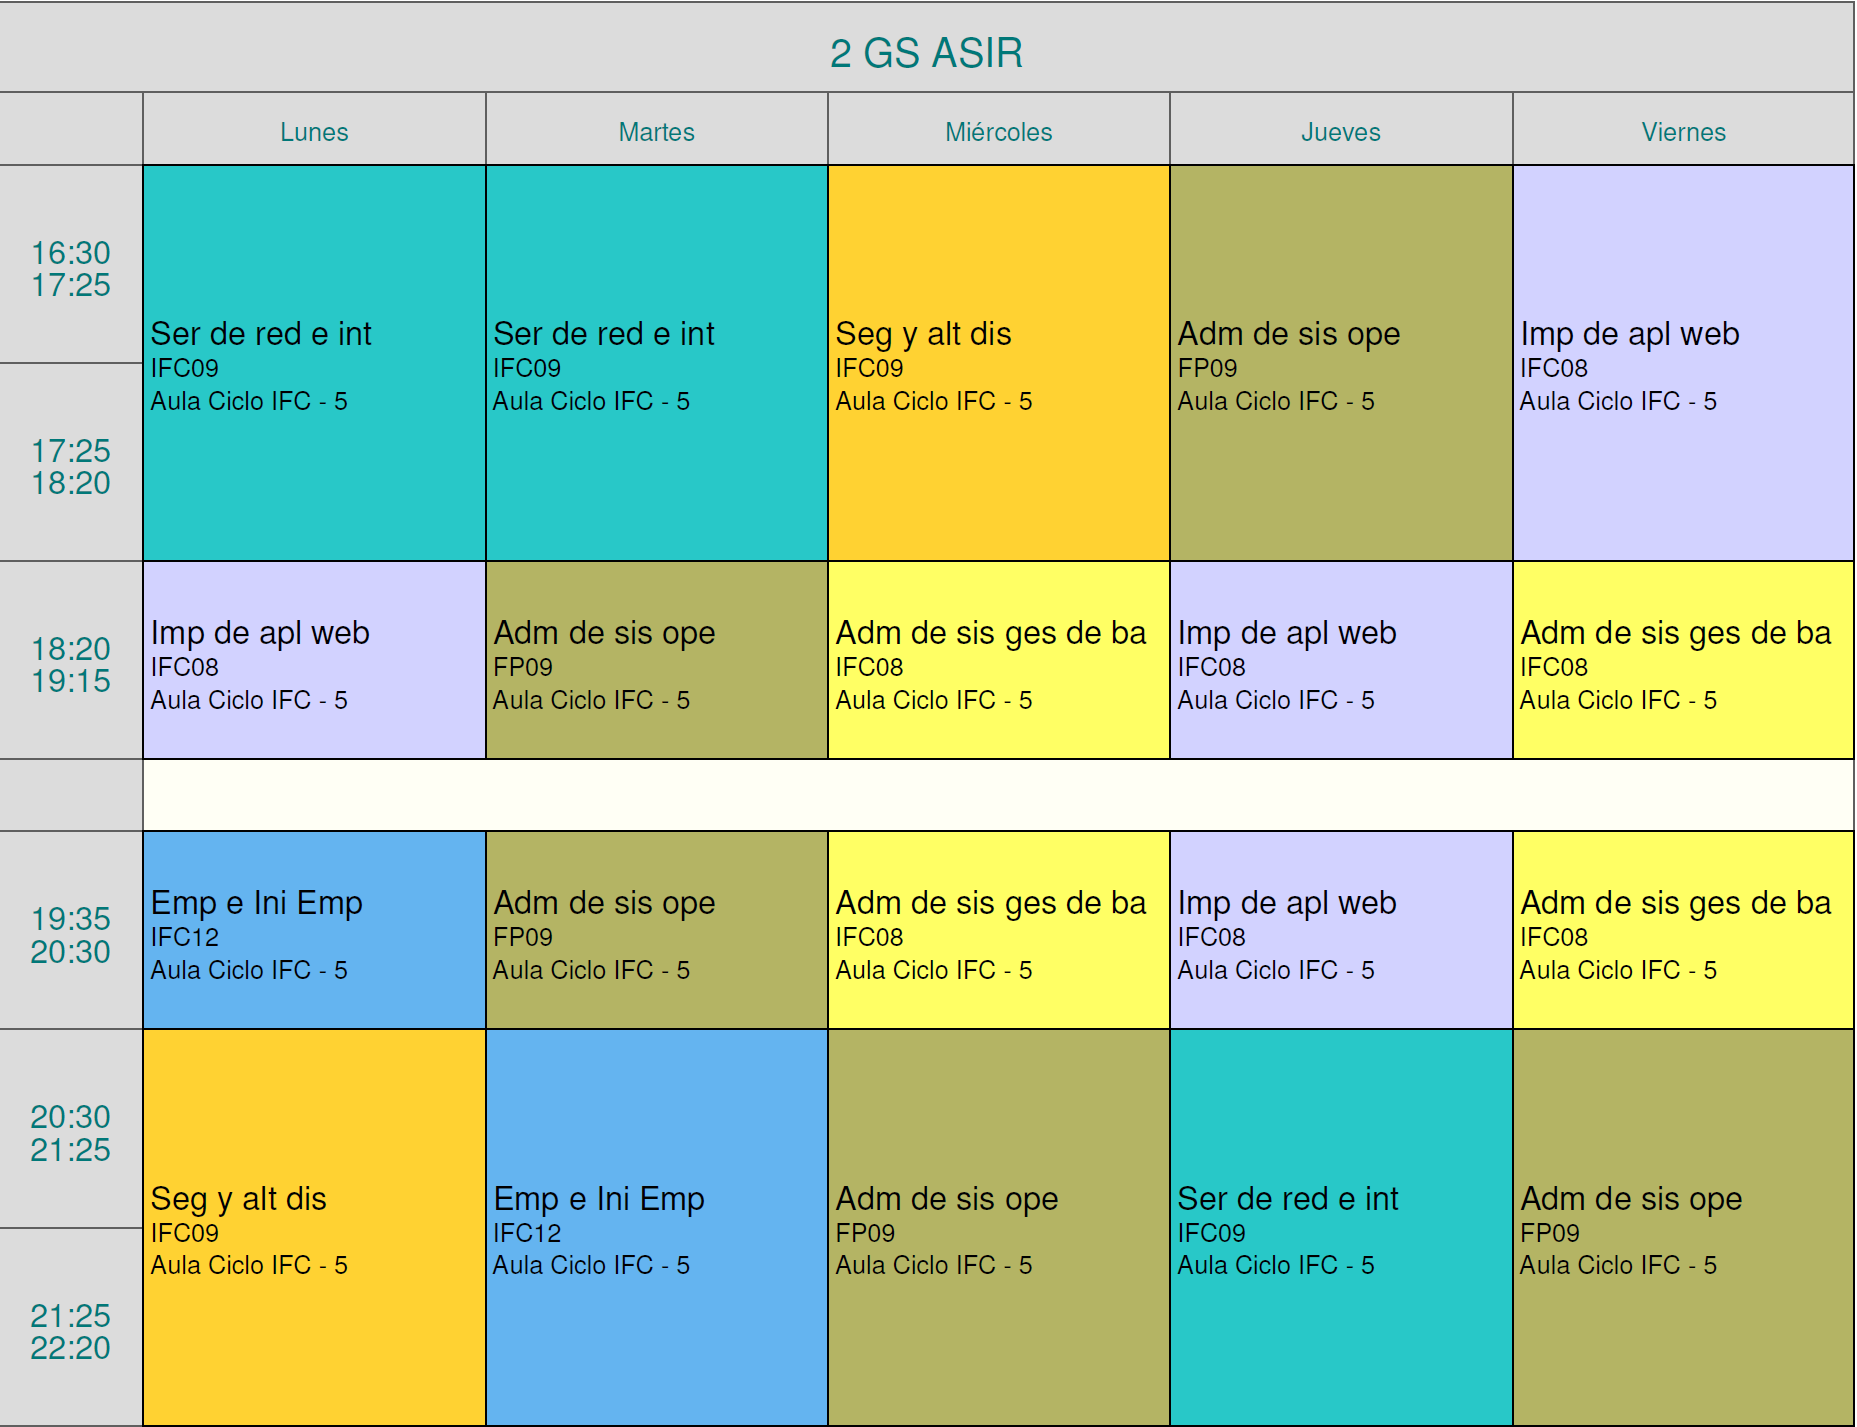 2 GS ASIR
Lunes Martes Miércoles Jueves Viernes
16:30
17:25
Ser de red e int
IFC09
Aula Ciclo IFC - 5
Ser de red e int
IFC09
Aula Ciclo IFC - 5
Seg y alt dis
IFC09
Aula Ciclo IFC - 5
Adm de sis ope
FP09
Aula Ciclo IFC - 5
Imp de apl web
IFC08
Aula Ciclo IFC - 5
17:25
18:20
18:20
19:15
Imp de apl web
IFC08
Aula Ciclo IFC - 5
Adm de sis ope
FP09
Aula Ciclo IFC - 5
Adm de sis ges de ba
IFC08
Aula Ciclo IFC - 5
Imp de apl web
IFC08
Aula Ciclo IFC - 5
Adm de sis ges de ba
IFC08
Aula Ciclo IFC - 5
19:35
20:30
Emp e Ini Emp
IFC12
Aula Ciclo IFC - 5
Adm de sis ope
FP09
Aula Ciclo IFC - 5
Adm de sis ges de ba
IFC08
Aula Ciclo IFC - 5
Imp de apl web
IFC08
Aula Ciclo IFC - 5
Adm de sis ges de ba
IFC08
Aula Ciclo IFC - 5
20:30
21:25
Seg y alt dis
IFC09
Aula Ciclo IFC - 5
Emp e Ini Emp
IFC12
Aula Ciclo IFC - 5
Adm de sis ope
FP09
Aula Ciclo IFC - 5
Ser de red e int
IFC09
Aula Ciclo IFC - 5
Adm de sis ope
FP09
Aula Ciclo IFC - 5
21:25
22:20